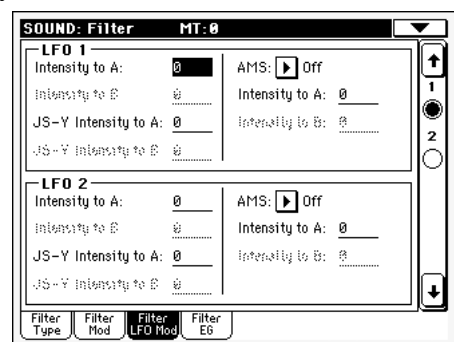 SOUND: Filter MT:0
LFO 1
Intensity to A: 0 AMS: Off
Intensity to B 0 Intensity to A: 0
JS-Y Intensity to A: 0 Intensity to B: 0
JS-Y Intensity to B 0
LFO 2
Intensity to A: 0 AMS: Off
Intensity to B 0 Intensity to A: 0
JS-Y Intensity to A: 0 Intensity to B: 0
JS-Y Intensity to B 0
1
2
Filter Type Filter Mod Filter LFO Mod Filter EG